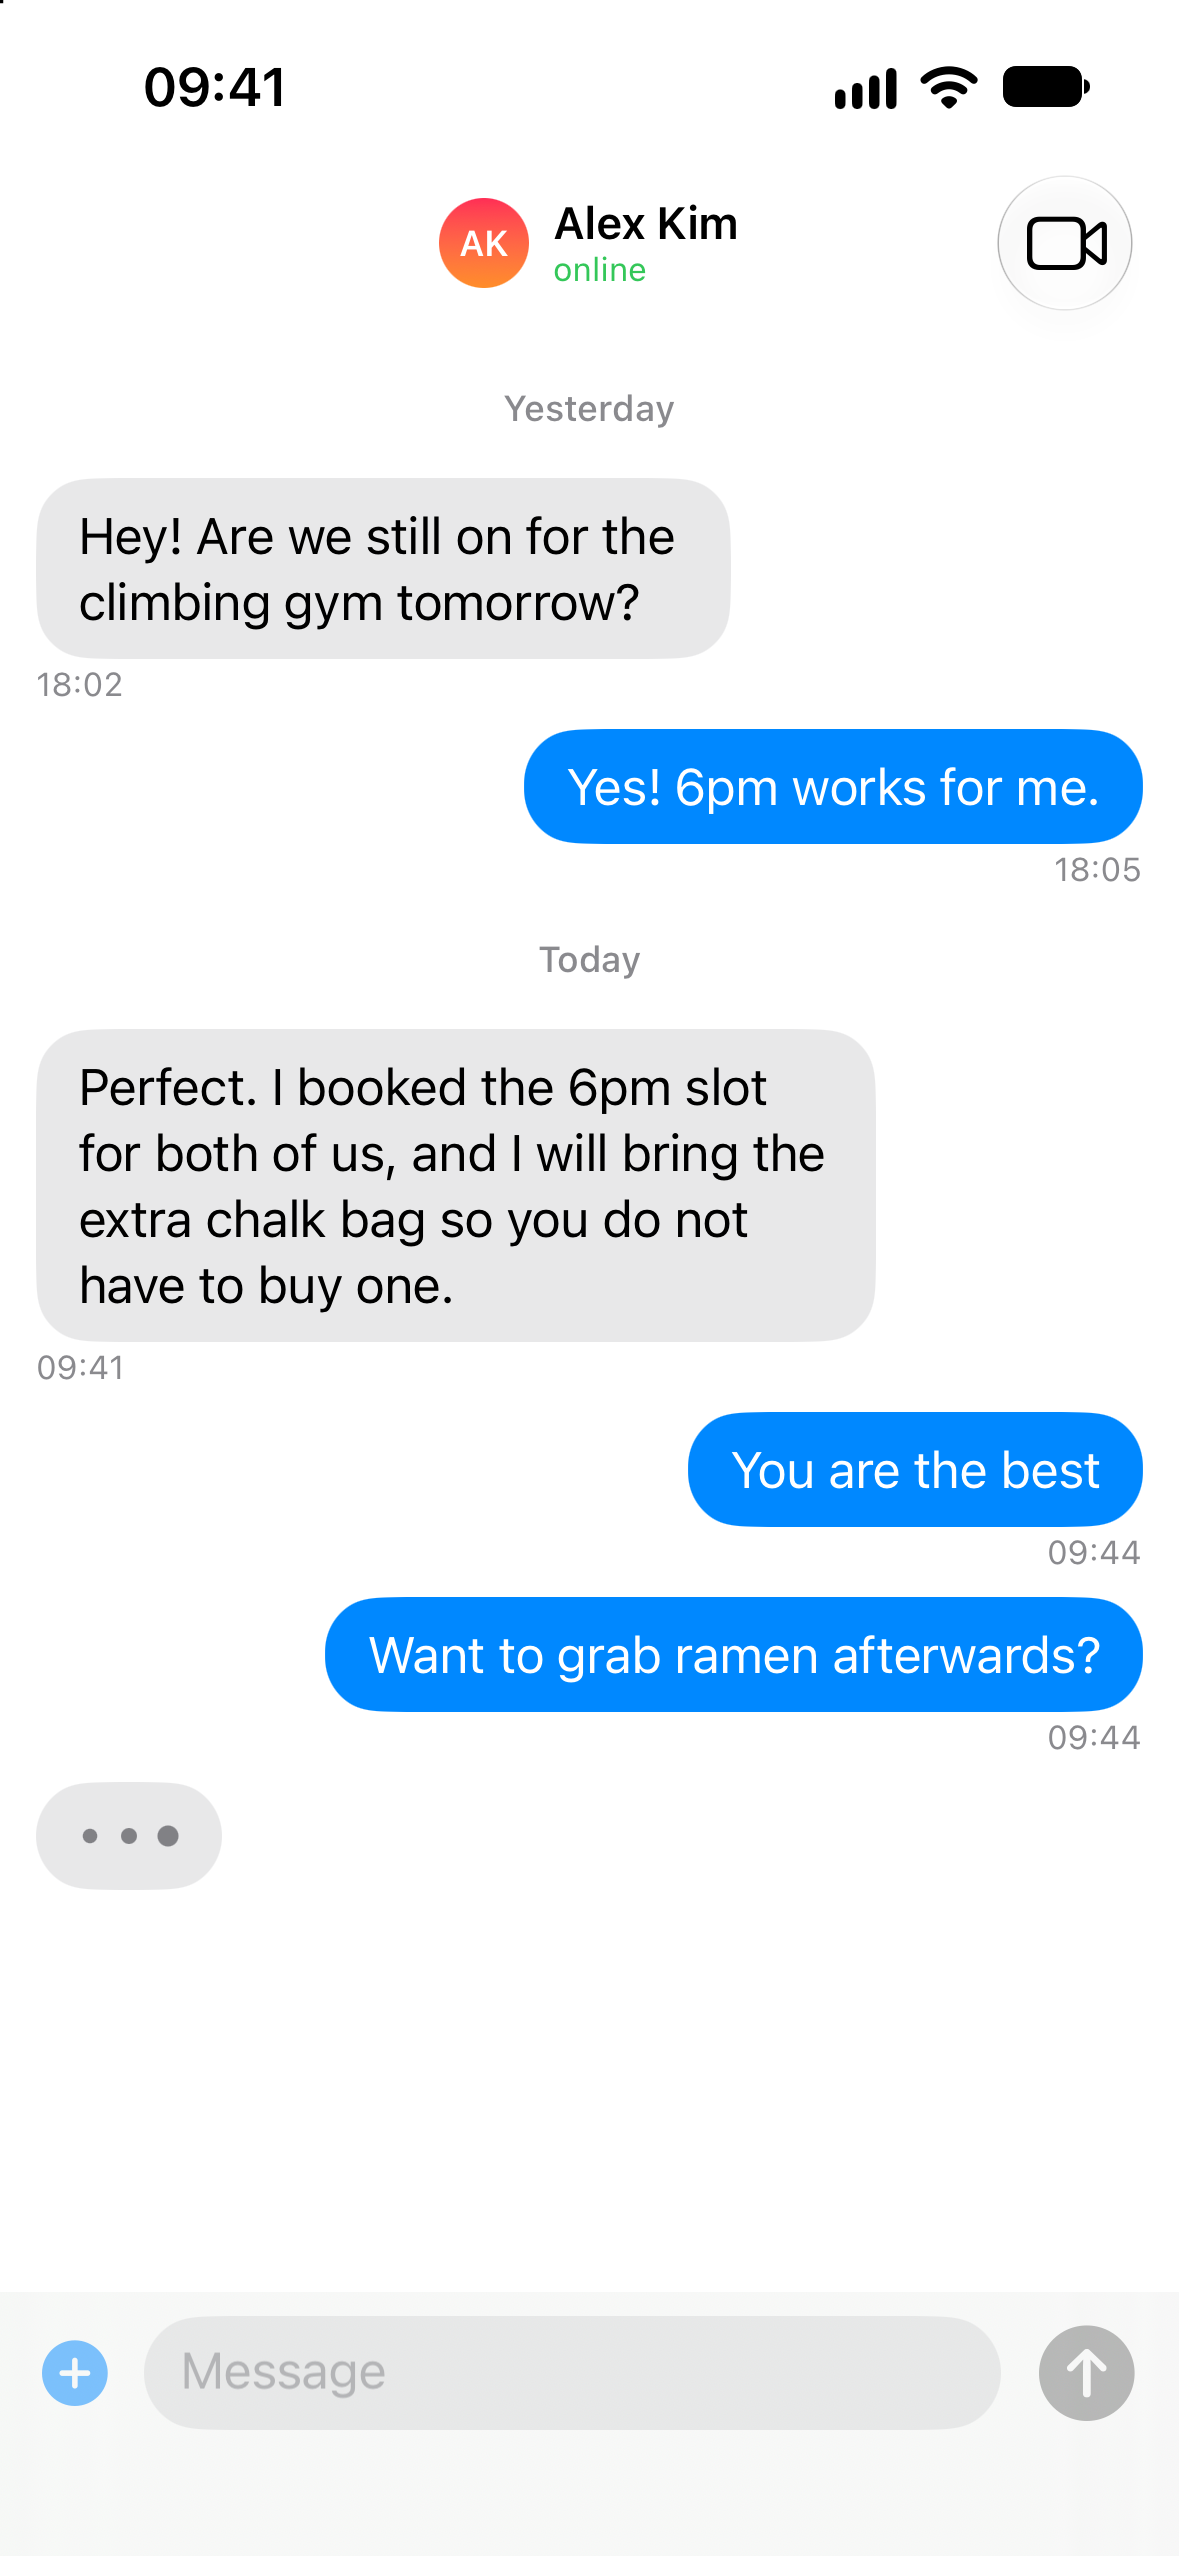 09:41
AK
Alex Kim
online
Yesterday
Hey! Are we still on for the
climbing gym tomorrow?
18:02
Yes! 6pm works for me.
18:05
Today
Perfect. I booked the 6pm slot
for both of us, and I will bring the
extra chalk bag so you do not
have to buy one.
09:41
You are the best
09:44
Want to grab ramen afterwards?
09:44
Message